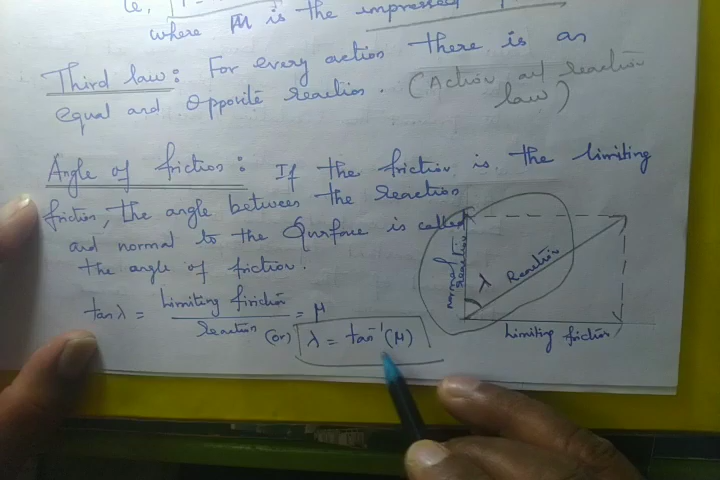 where M is the impressed
Third law: For every action there is an
equal and opposite reaction. (Action and reaction
law)
Angle of friction: If the friction is the limiting
friction, the angle between the reaction
and normal to the surface is called
the angle of friction.
tan λ = Limiting friction / reaction = μ
(or) λ = tan⁻¹(μ)
normal
Reaction
λ
Reaction
Limiting friction